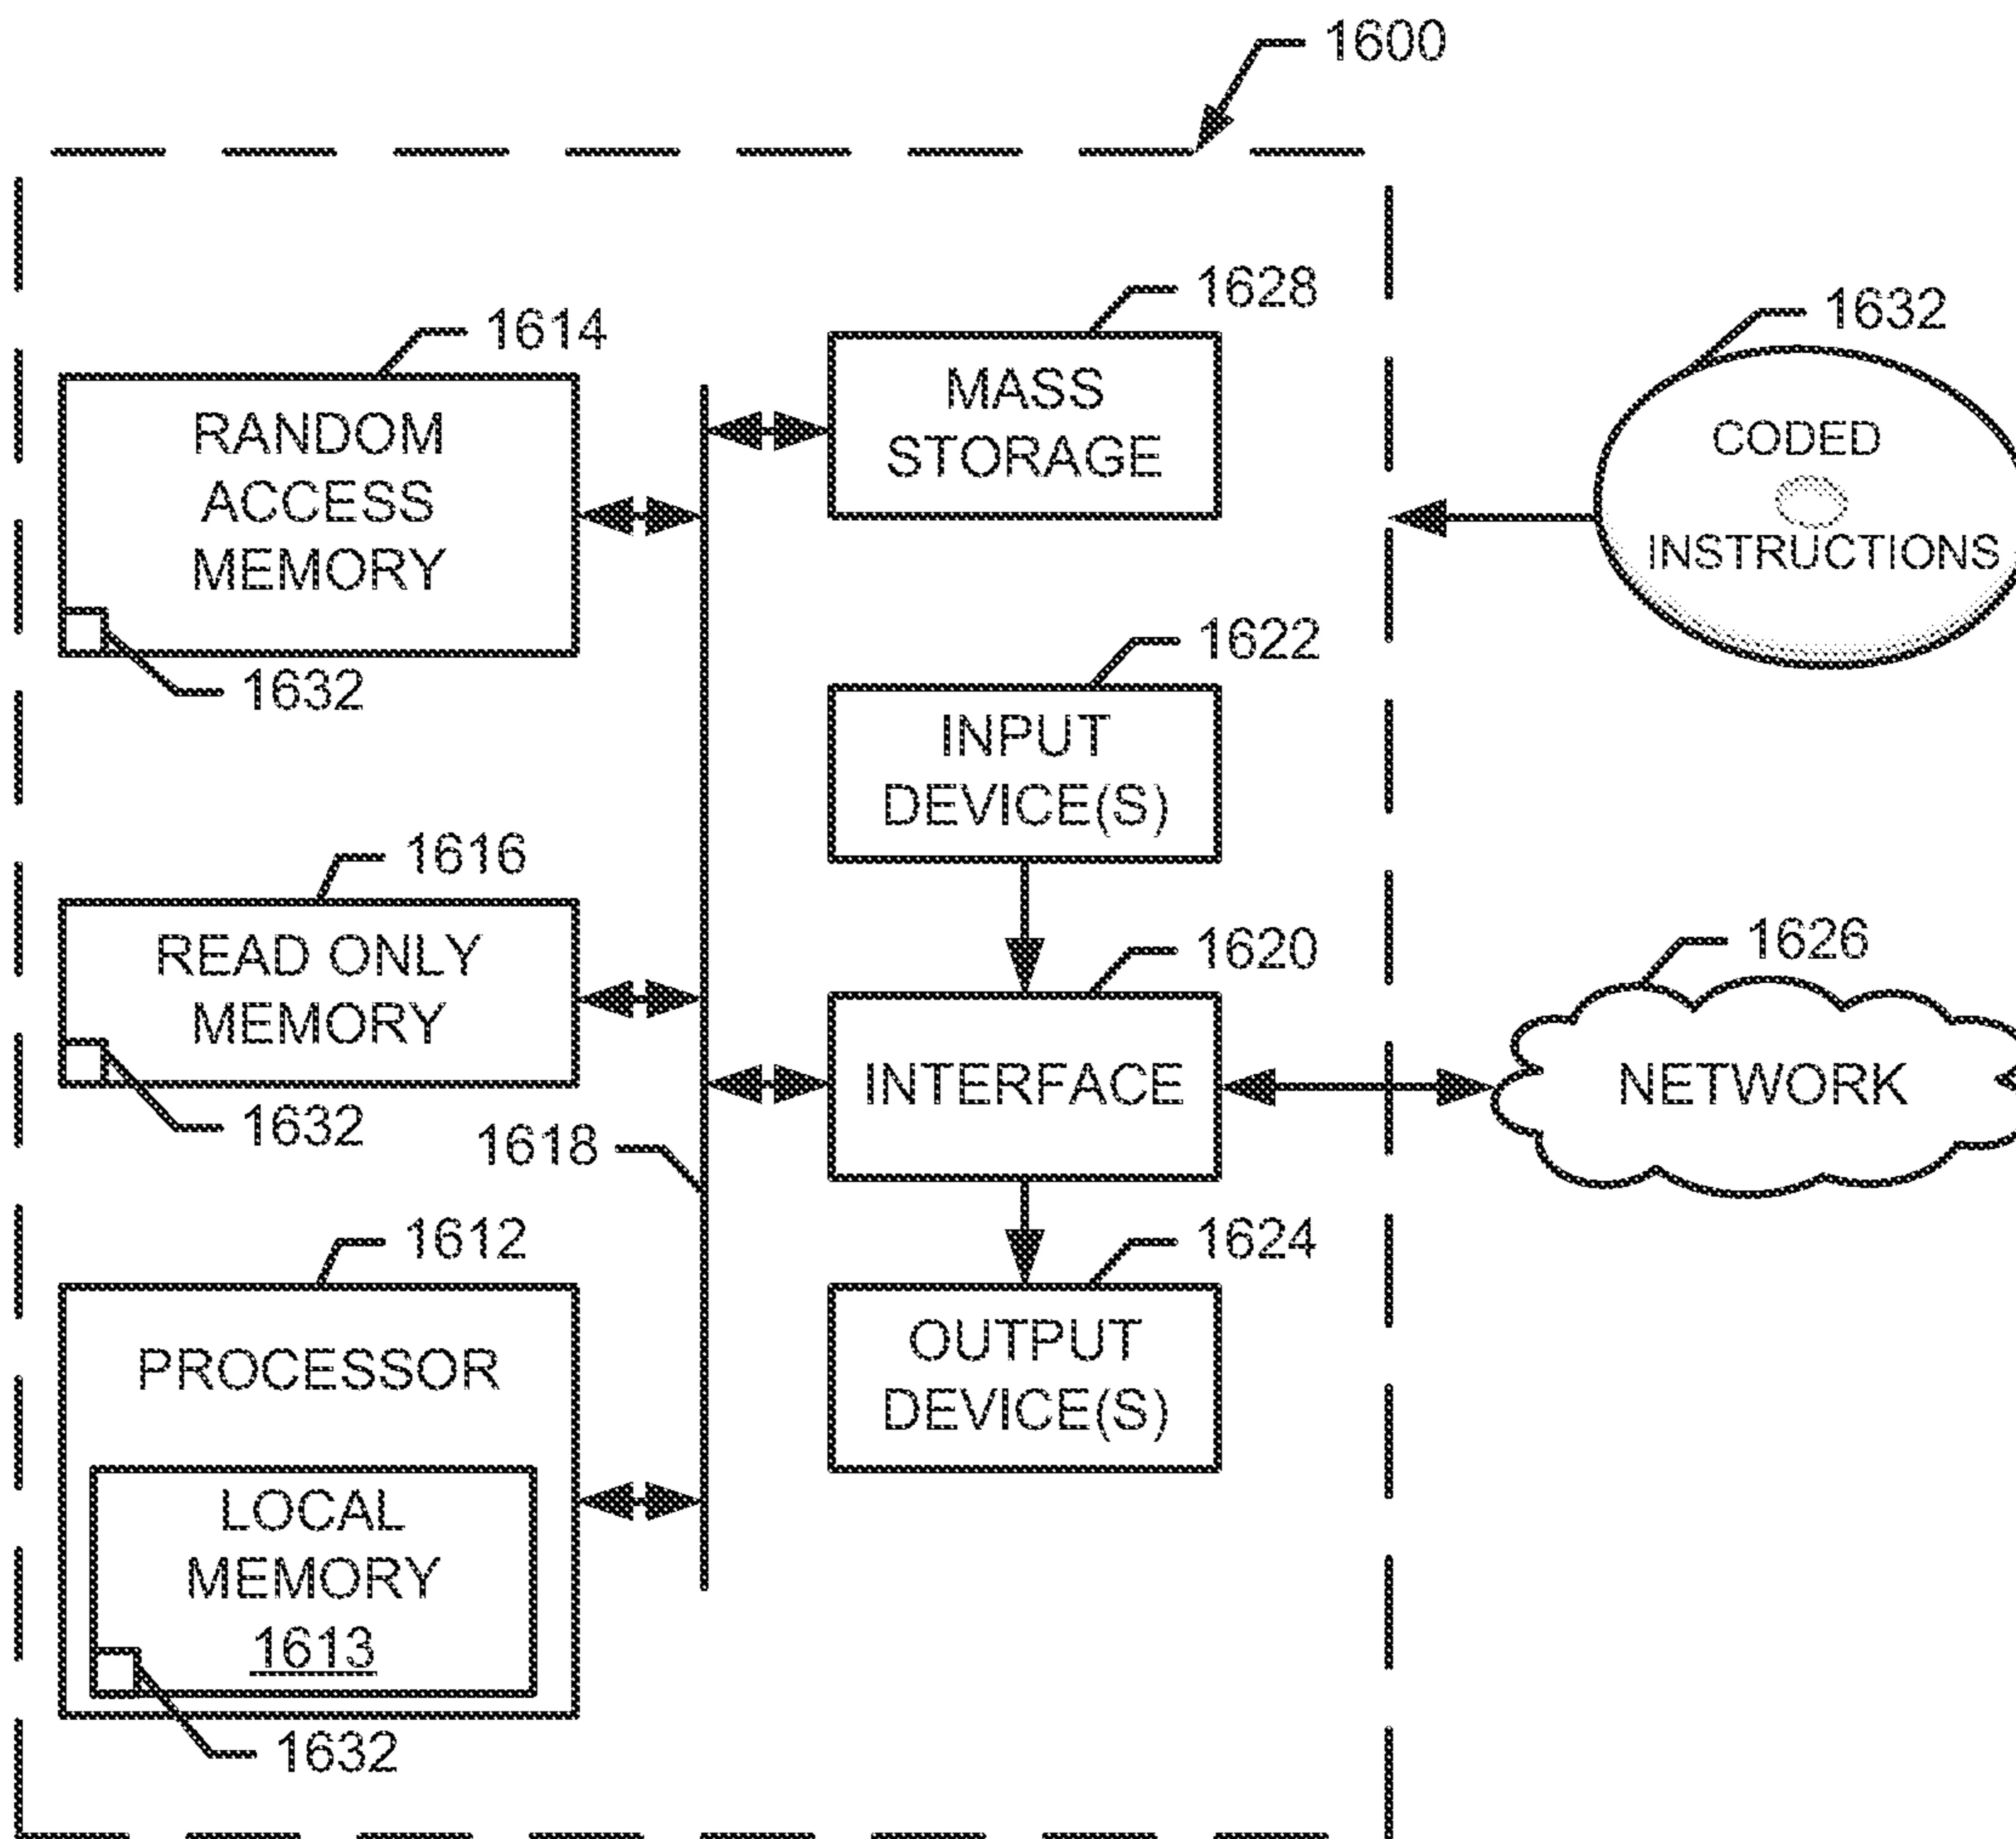 1600
1628
MASS
STORAGE
1614
RANDOM
ACCESS
MEMORY
1632
1632
CODED
INSTRUCTIONS
1622
INPUT
DEVICE(S)
1616
READ ONLY
MEMORY
1632
1620
INTERFACE
1626
NETWORK
1618
1612
PROCESSOR
LOCAL
MEMORY
1613
1632
1624
OUTPUT
DEVICE(S)